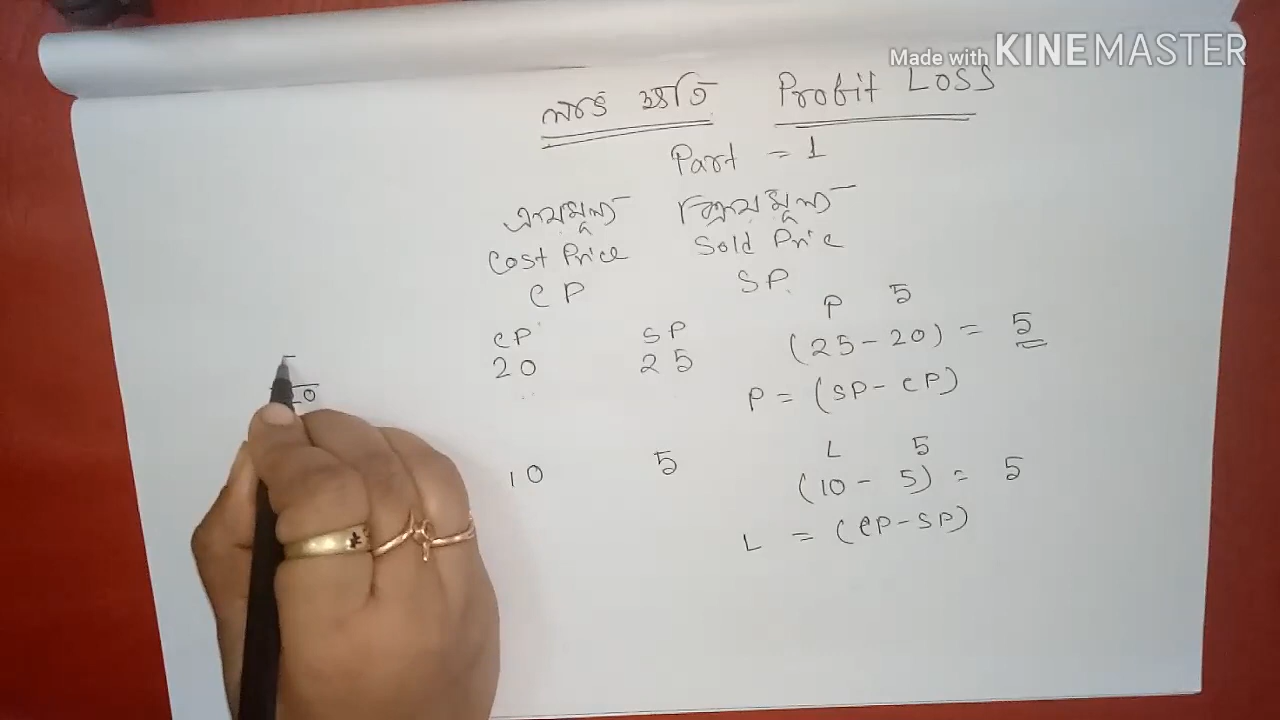 Made with KINEMASTER
লাভ ক্ষতি Profit Loss
Part = 1
ক্রয়মূল্য বিক্রয়মূল্য
Cost Price Sold Price
CP SP
P 5
CP SP
20 25 (25 - 20) = 5
P = (SP - CP)
20
L 5
10 5 (10 - 5) = 5
L = (CP - SP)